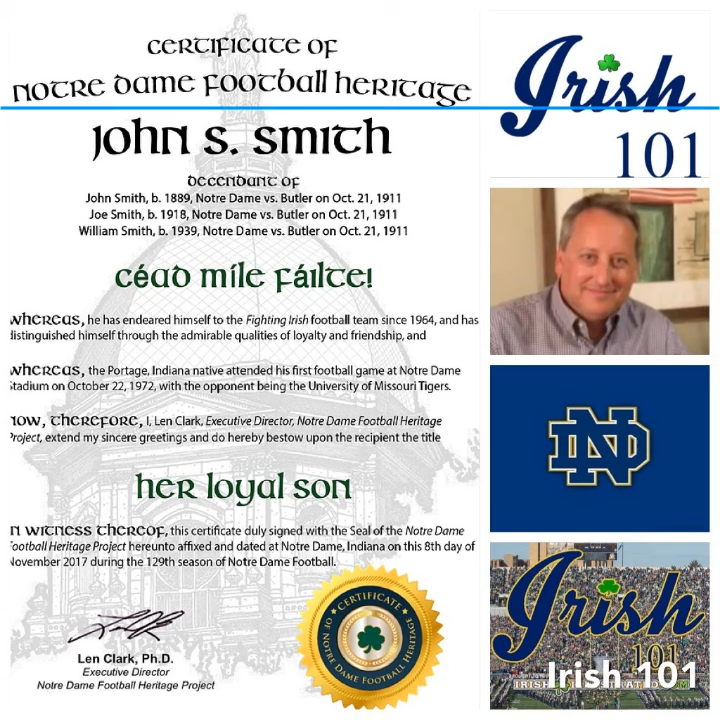 Certificate of
Notre Dame Football Heritage
John S. Smith
Deccendant of
John Smith, b. 1889, Notre Dame vs. Butler on Oct. 21, 1911
Joe Smith, b. 1918, Notre Dame vs. Butler on Oct. 21, 1911
William Smith, b. 1939, Notre Dame vs. Butler on Oct. 21, 1911
Céad míle fáilte!
Whereas, he has endeared himself to the Fighting Irish football team since 1964, and has
distinguished himself through the admirable qualities of loyalty and friendship, and
Whereas, the Portage, Indiana native attended his first football game at Notre Dame
Stadium on October 22, 1972, with the opponent being the University of Missouri Tigers.
Now, Therefore, I, Len Clark, Executive Director, Notre Dame Football Heritage
Project, extend my sincere greetings and do hereby bestow upon the recipient the title
her loyal son
In Witness Thereof, this certificate duly signed with the Seal of the Notre Dame
Football Heritage Project hereunto affixed and dated at Notre Dame, Indiana on this 8th day of
November 2017 during the 129th season of Notre Dame Football.
Len Clark, Ph.D.
Executive Director
Notre Dame Football Heritage Project
CERTIFICATE
OF NOTRE DAME FOOTBALL HERITAGE
Irish
101
ND
Irish
101
Irish 101
IRISH